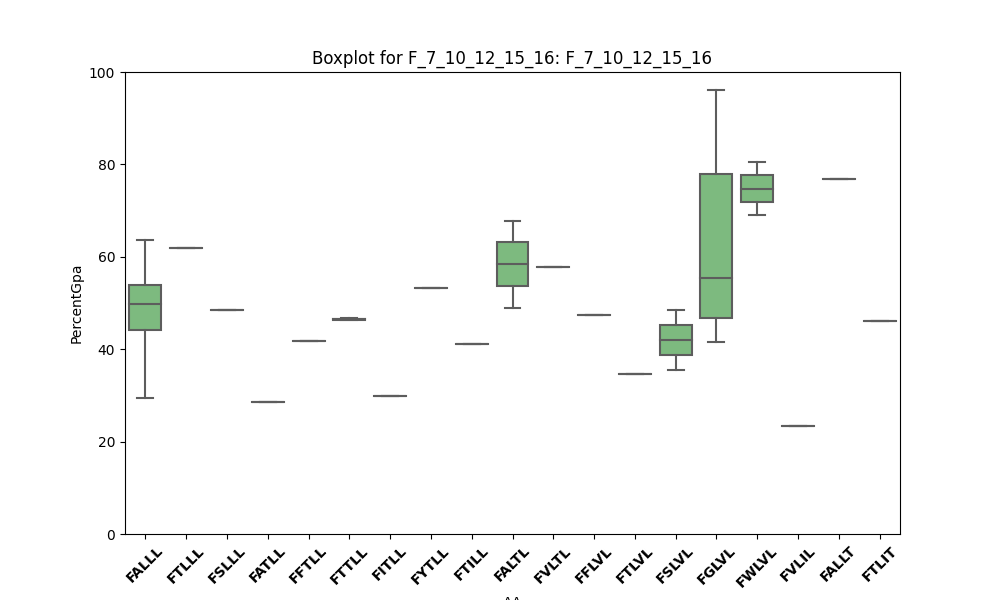 Boxplot for F_7_10_12_15_16: F_7_10_12_15_16
100
80
60
40
20
0
PercentGpa
FALLL FTLLL FSLLL FATLL FFTLL FTTLL FITLL FYTLL FTILL FALTL FVLTL FFLVL FTLVL FSLVL FGLVL FWLVL FVLIL FALLT FTLIT